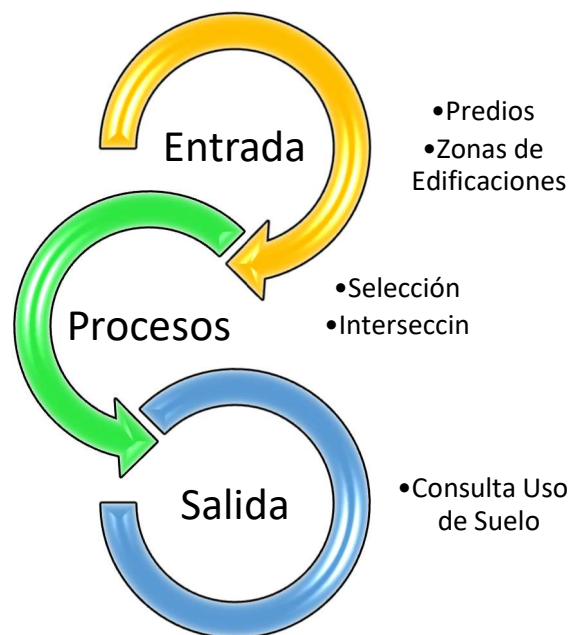 Entrada
•Predios
•Zonas de
Edificaciones
Procesos
•Selección
•Interseccin
Salida
•Consulta Uso
de Suelo